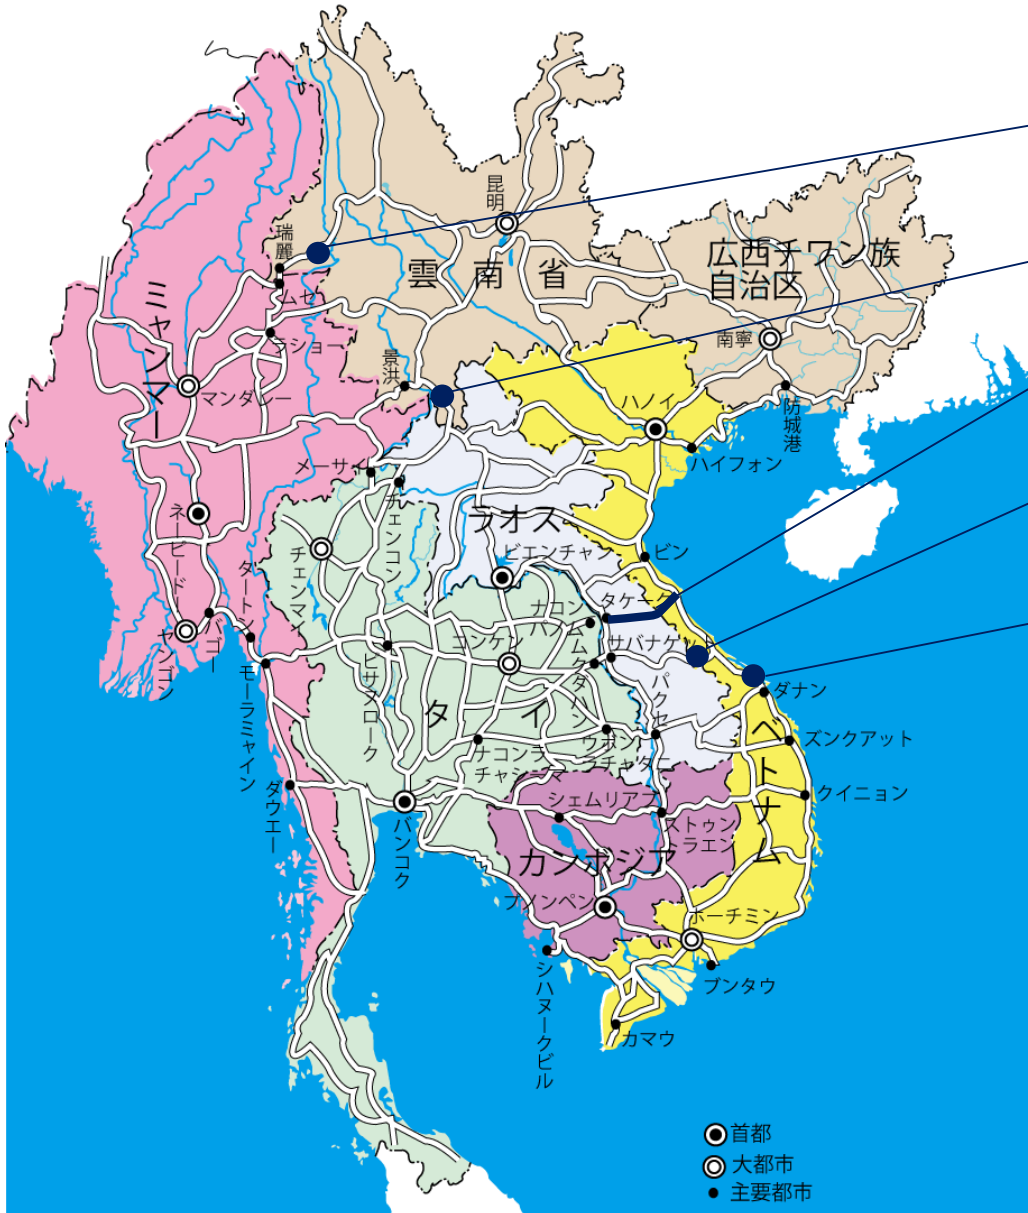 昆明
瑞麗
雲南省
広西チワン族
自治区
ムセ
ミャンマー
ラショー
南寧
景洪
マンダレー
ハノイ
防城港
ハイフォン
メーサイ
チェンコン
ラオス
ネーピードー
ビエンチャン
ビン
チェンマイ
タートン
タケーク
ナコン
パノム
バゴー
ヤンゴン
コンケン
サバナケット
ムクダハン
ピサヌローク
モーラミャイン
パクセ
ダナン
タイ
ベトナム
ウボン
ラチャタニ
ズンクアット
ナコンラ
チャシーマ
ダウエー
シェムリアプ
クイニョン
ストゥン
ラエン
バンコク
カンボジア
プノンペン
ホーチミン
シハヌークビル
ブンタウ
カマウ
首都
大都市
主要都市